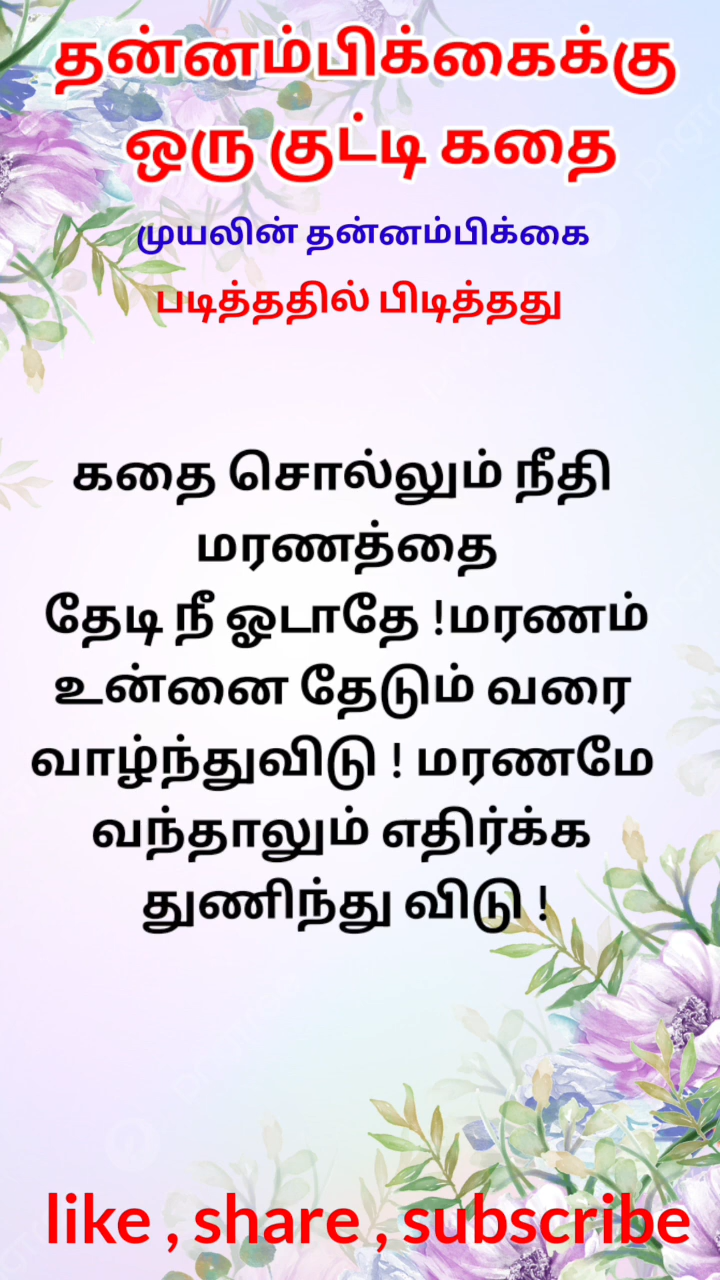 தன்னம்பிக்கைக்கு
ஒரு குட்டி கதை
முயலின் தன்னம்பிக்கை
படித்ததில் பிடித்தது
கதை சொல்லும் நீதி
மரணத்தை
தேடி நீ ஓடாதே !மரணம்
உன்னை தேடும் வரை
வாழ்ந்துவிடு ! மரணமே
வந்தாலும் எதிர்க்க
துணிந்து விடு !
like , share , subscribe